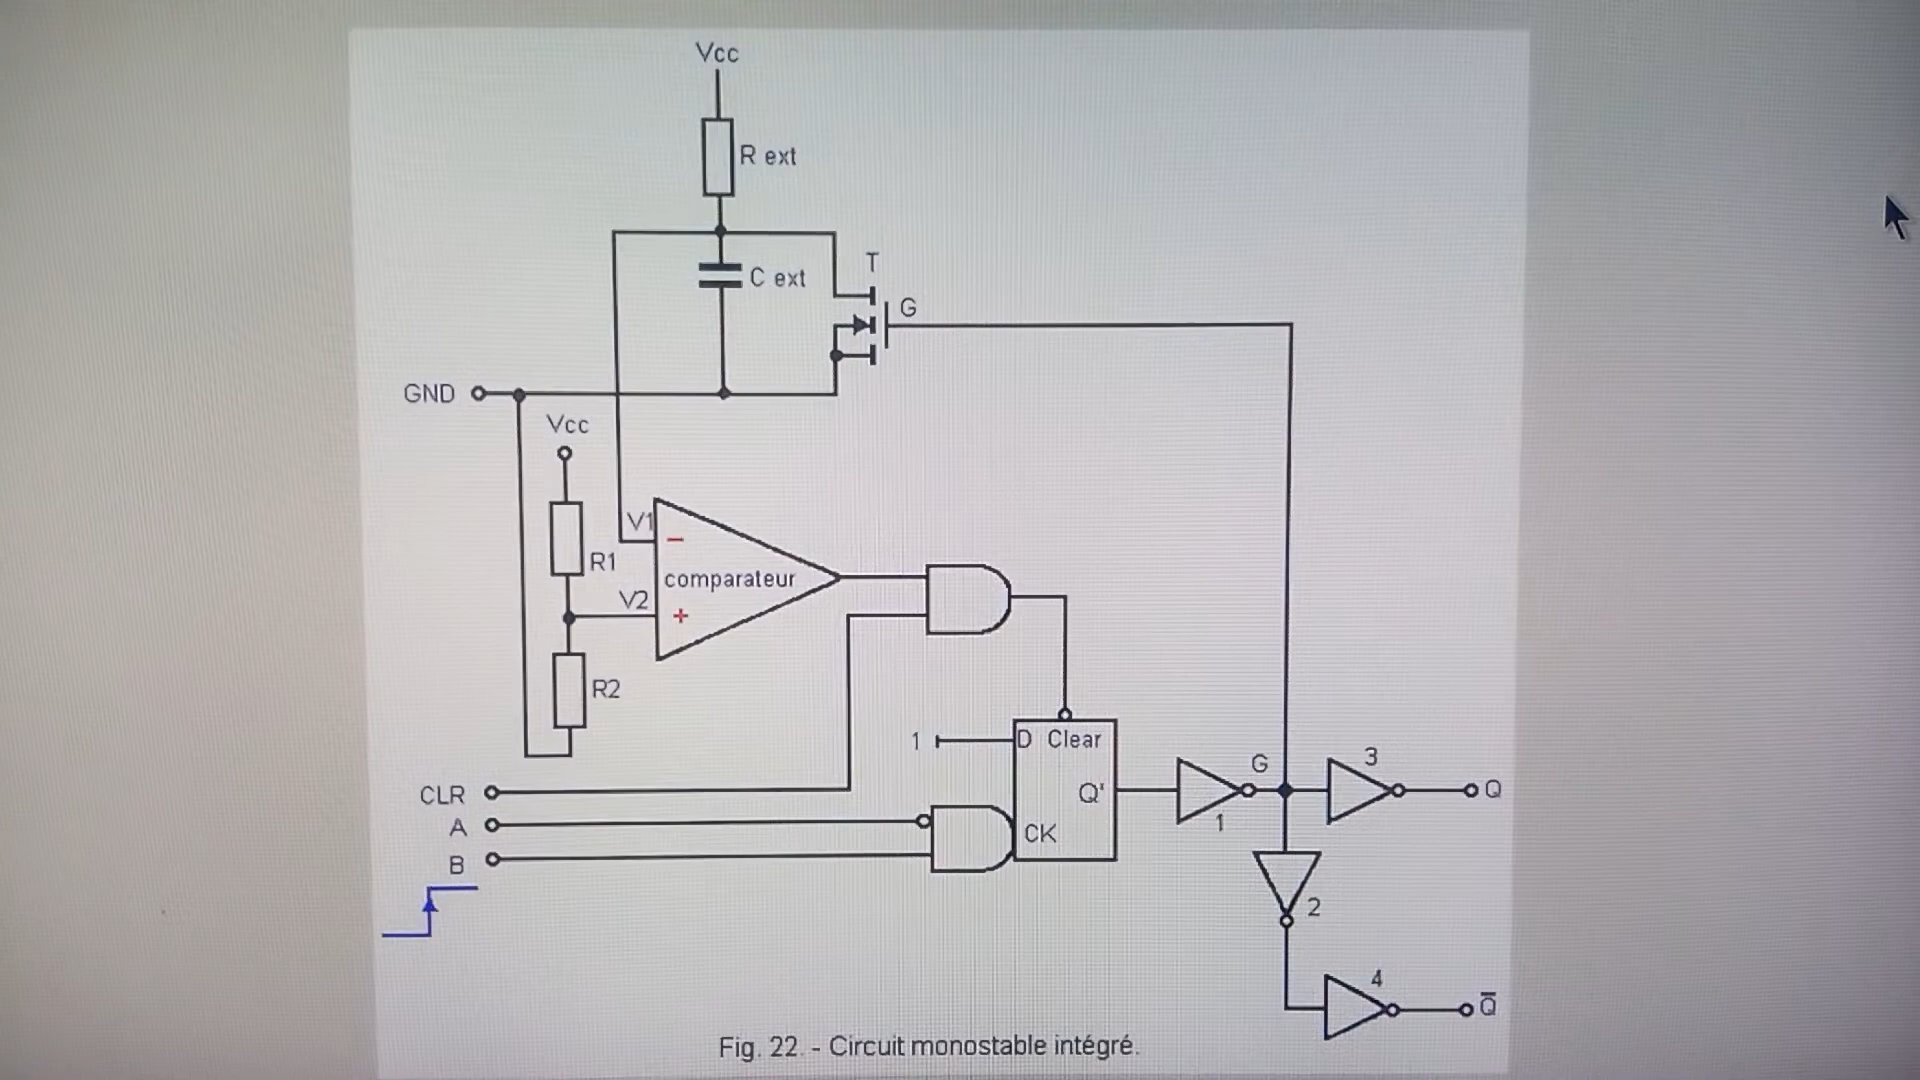 Vcc
R ext
C ext
T
G
GND
Vcc
R1
V1
−
comparateur
V2
+
R2
1
D Clear
Q'
CK
CLR
A
B
G
1
3
Q
2
4
Q̅
Fig. 22. - Circuit monostable intégré.